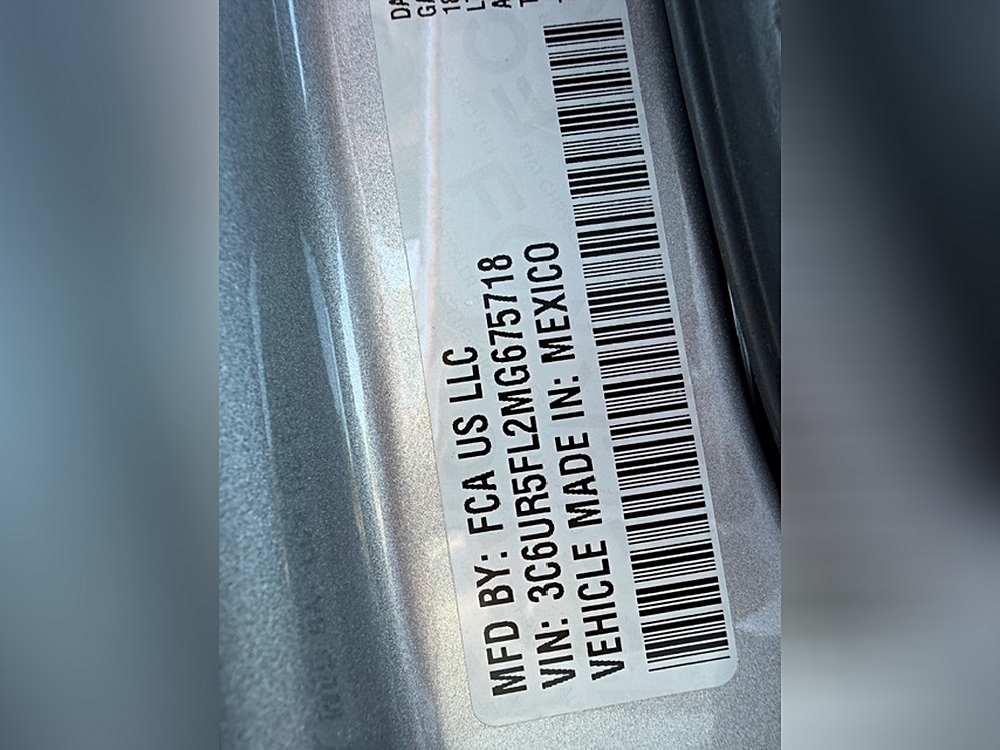 MFD BY: FCA US LLC
VIN: 3C6UR5FL2MG675718
VEHICLE MADE IN: MEXICO